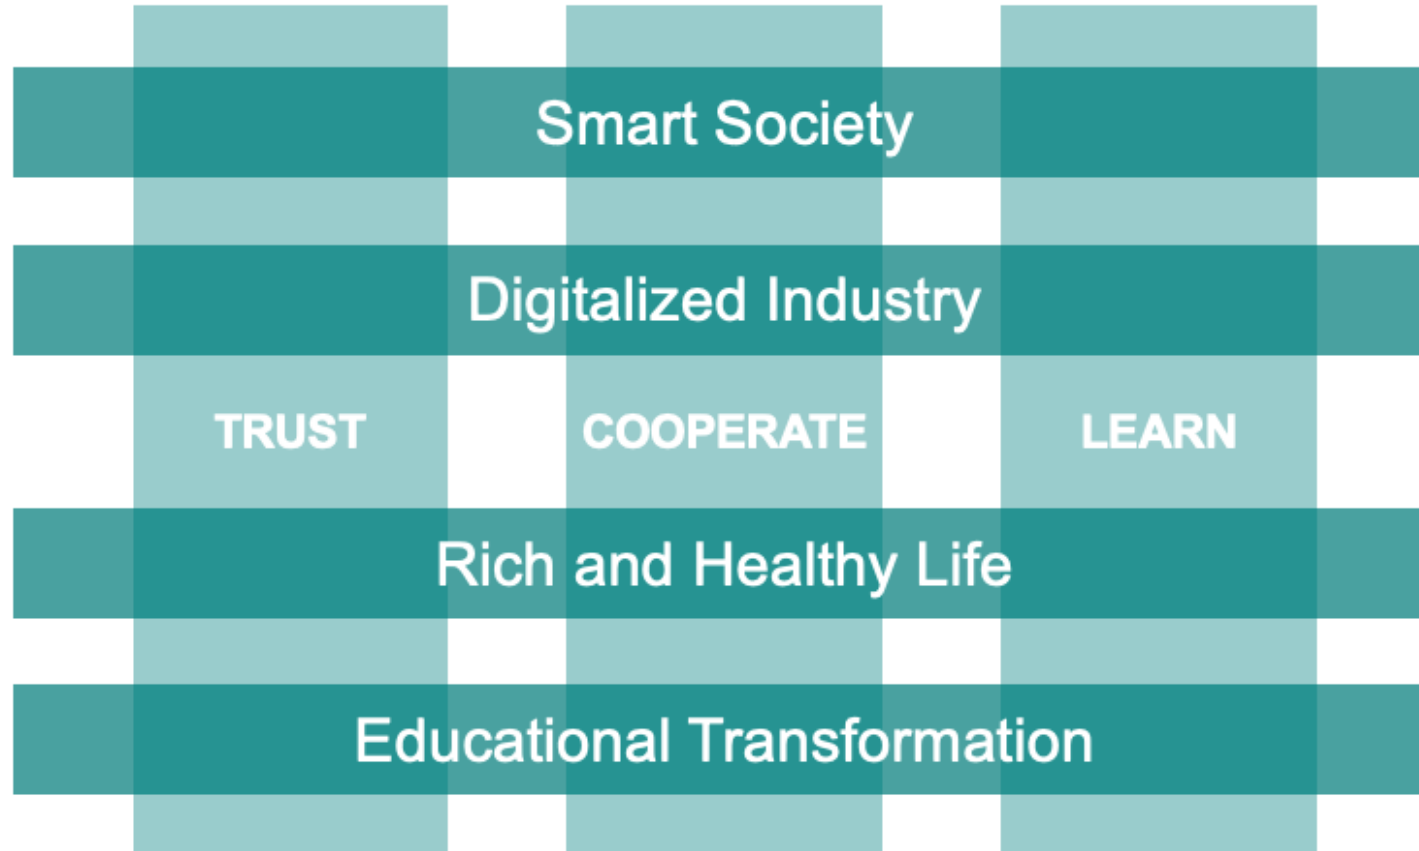 Smart Society
Digitalized Industry
TRUST
COOPERATE
LEARN
Rich and Healthy Life
Educational Transformation